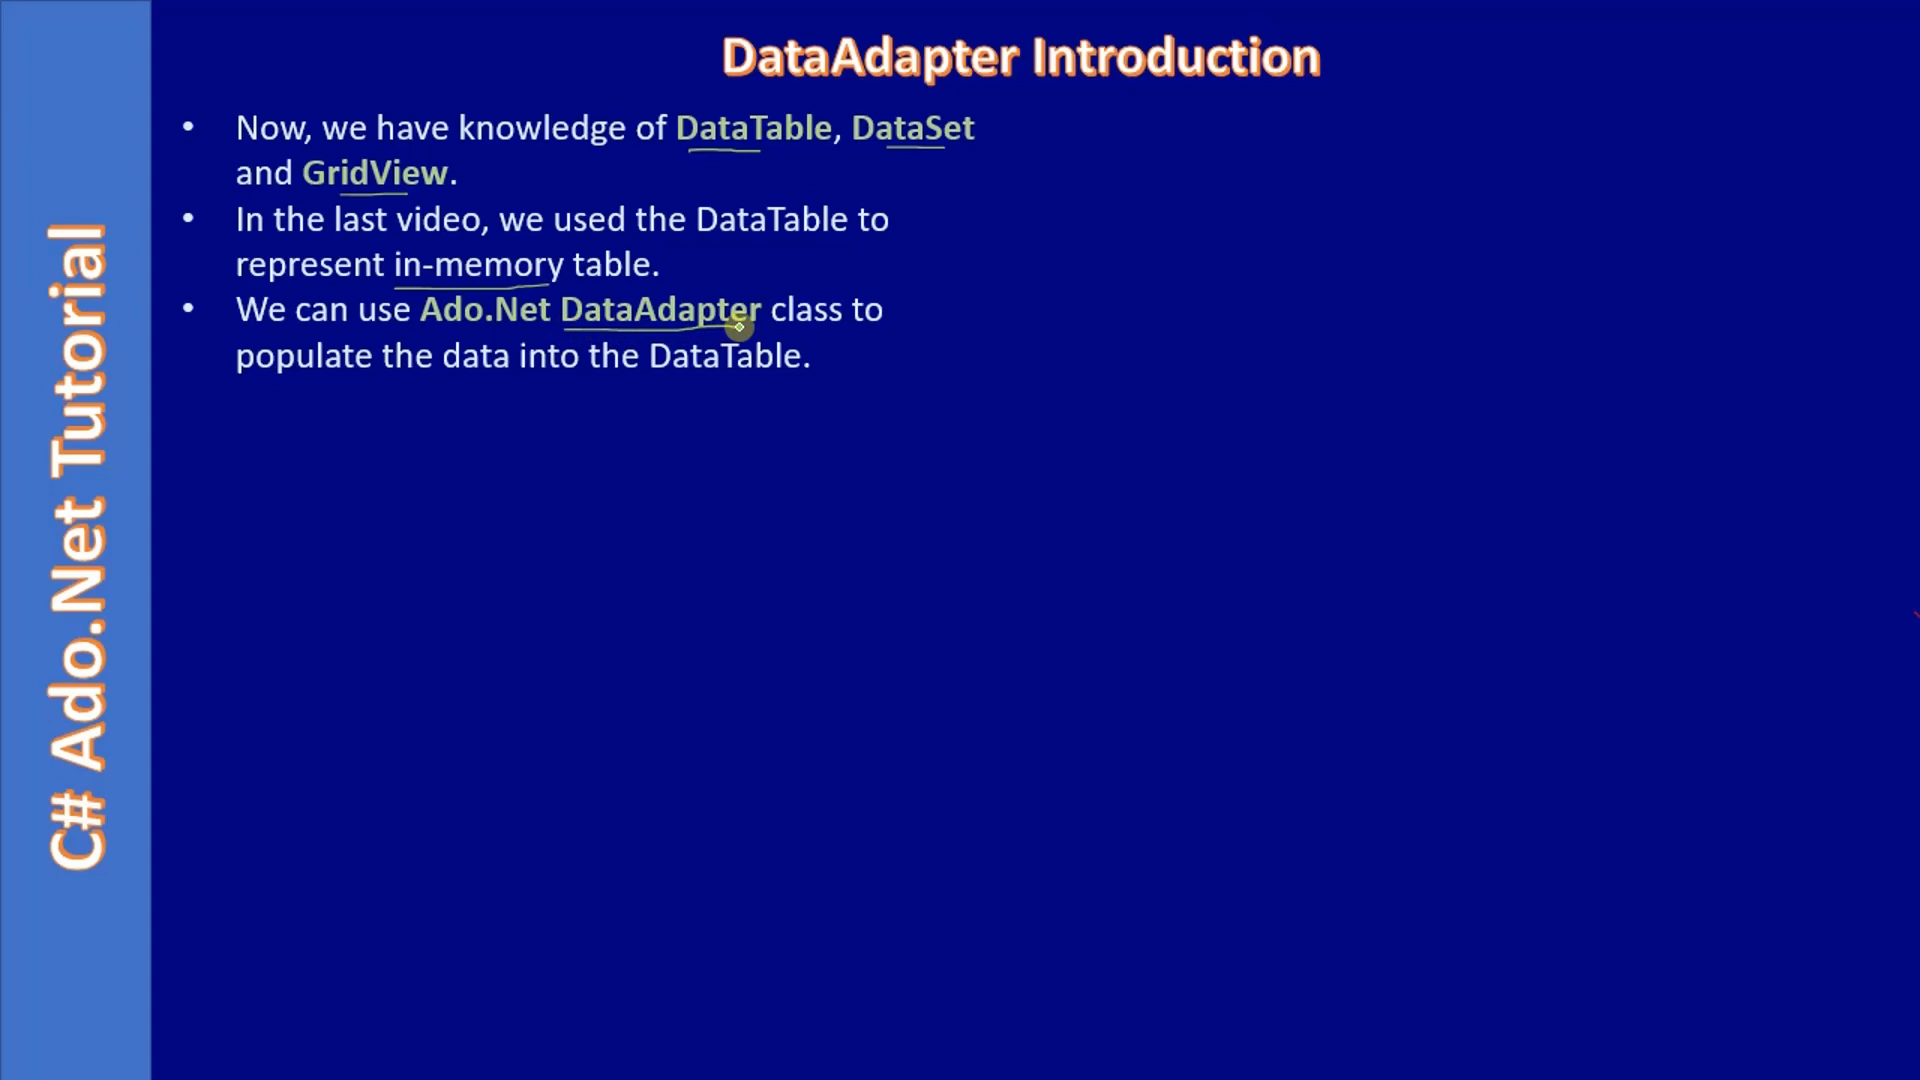 DataAdapter Introduction
• Now, we have knowledge of DataTable, DataSet
and GridView.
• In the last video, we used the DataTable to
represent in-memory table.
• We can use Ado.Net DataAdapter class to
populate the data into the DataTable.
C# Ado.Net Tutorial